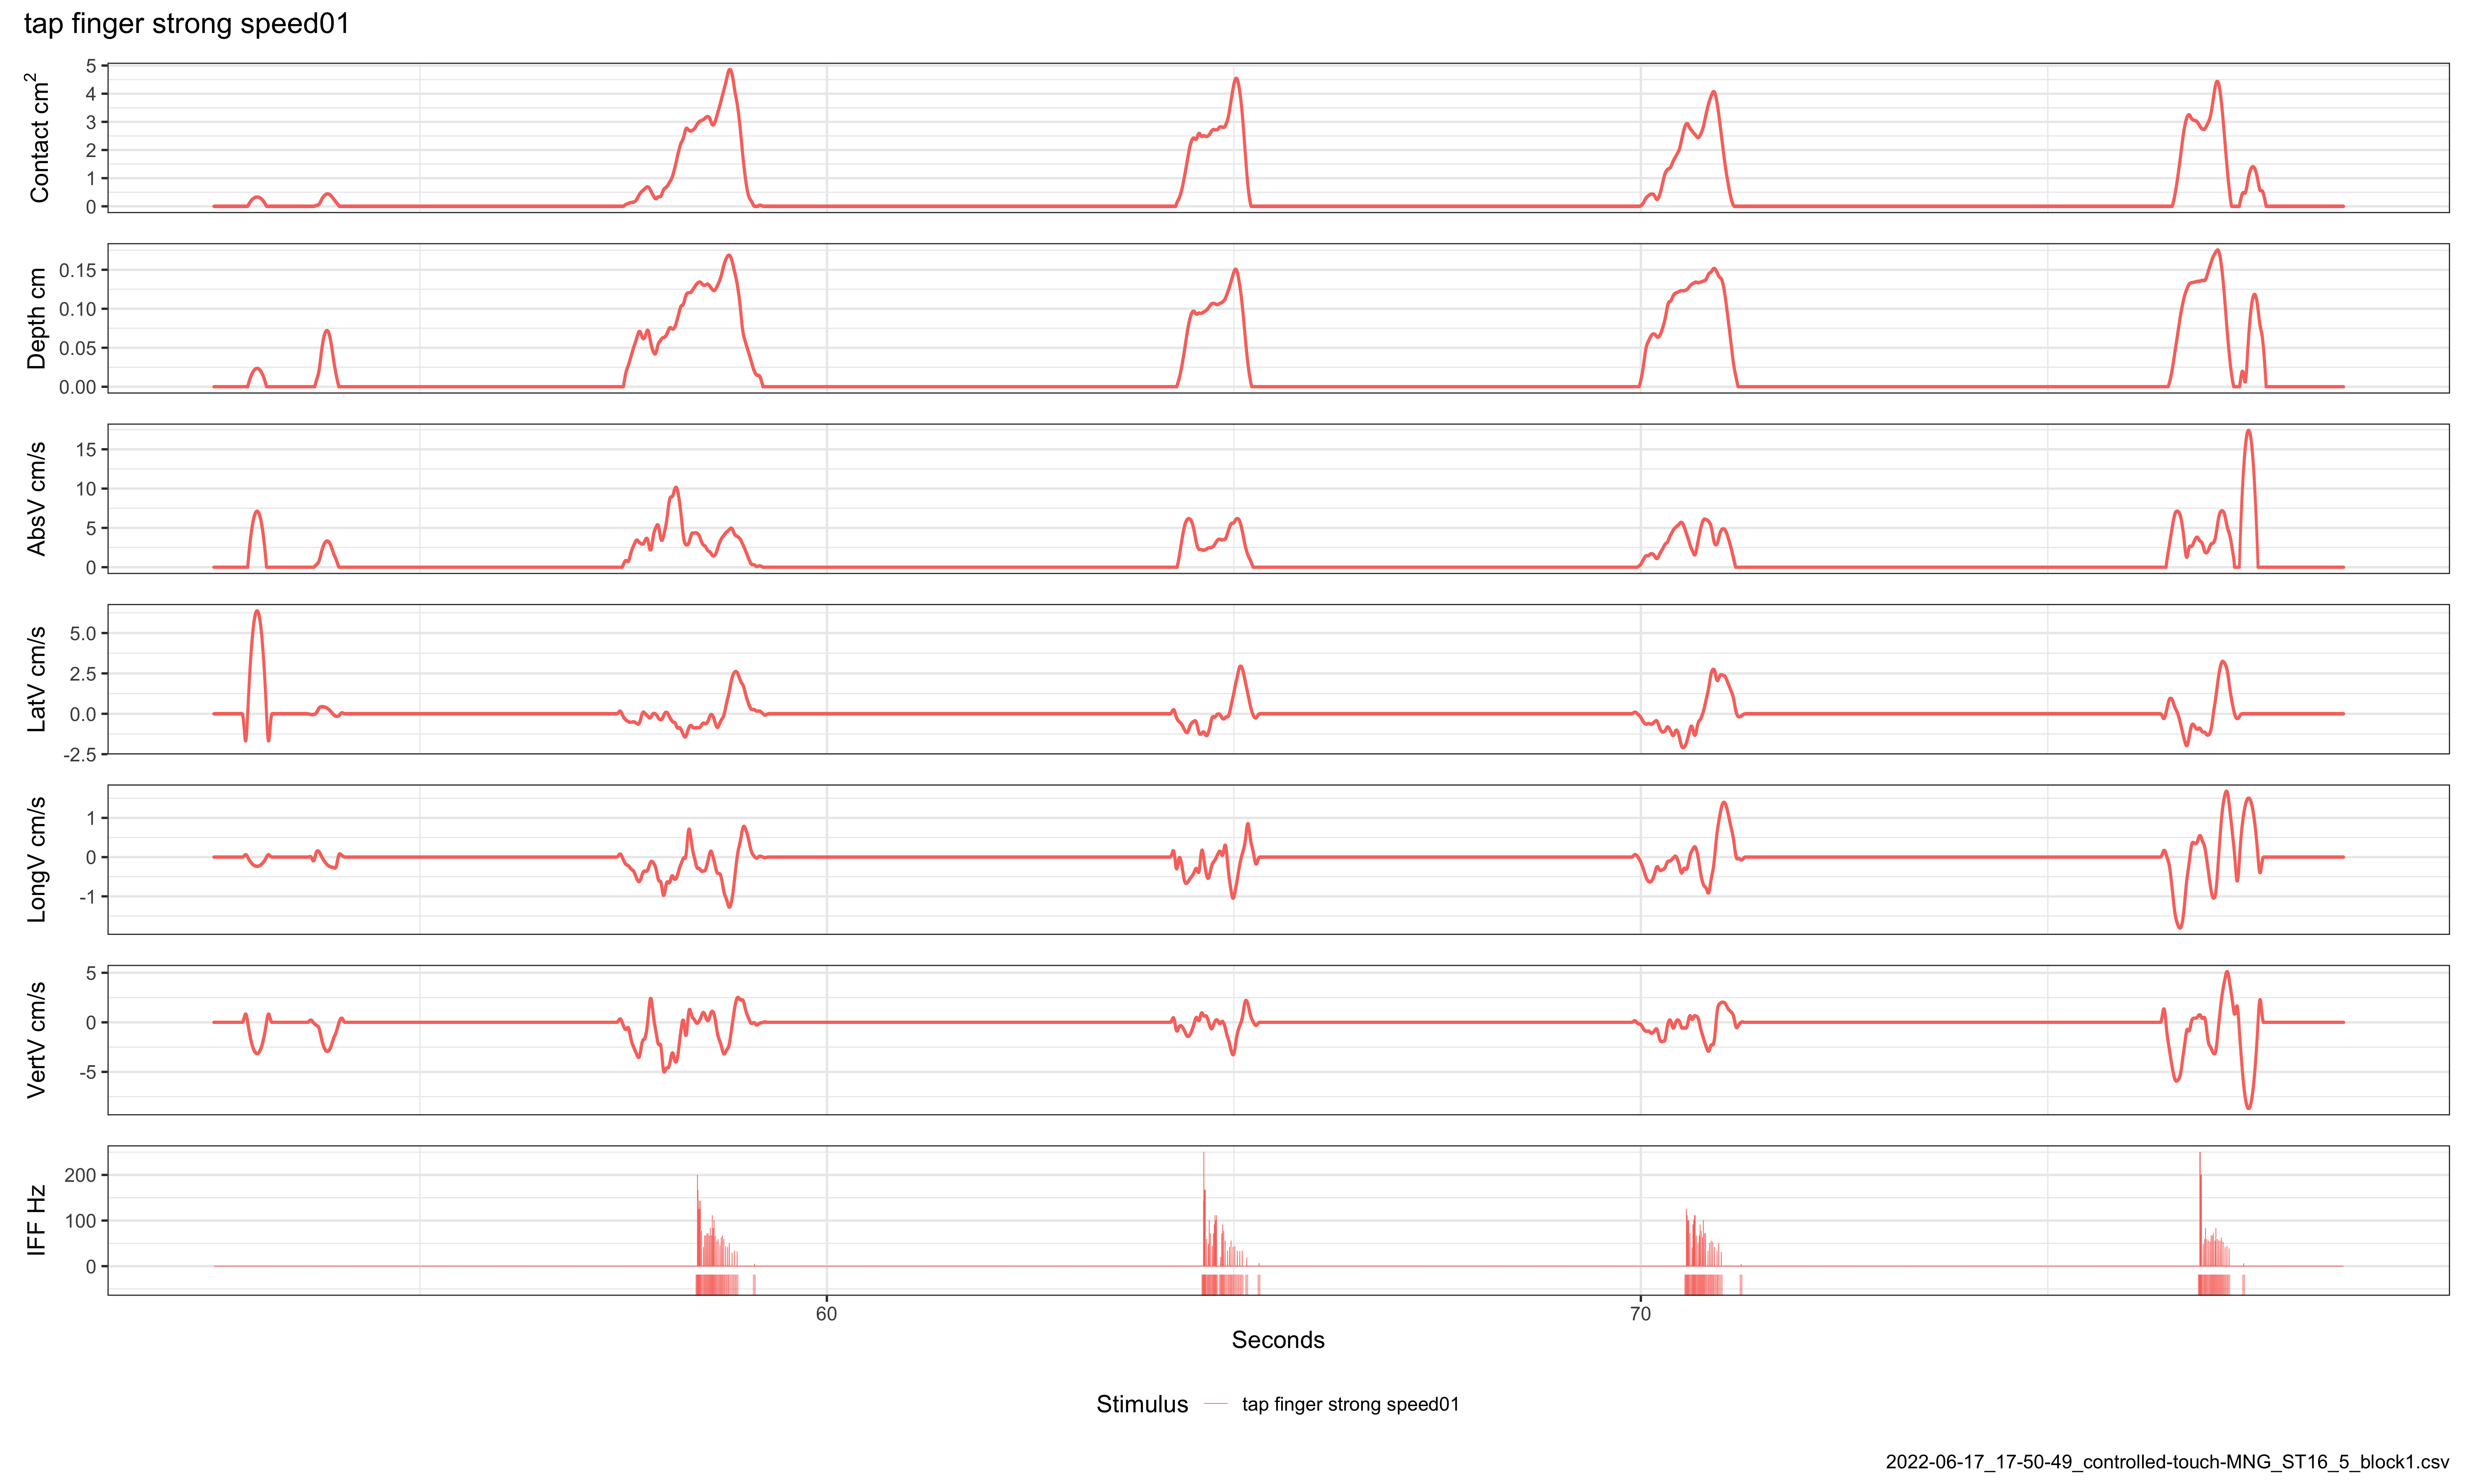 tap finger strong speed01
Contact cm²
5
4
3
2
1
0
Depth cm
0.15
0.10
0.05
0.00
AbsV cm/s
15
10
5
0
LatV cm/s
5.0
2.5
0.0
-2.5
LongV cm/s
1
0
-1
VertV cm/s
5
0
-5
IFF Hz
200
100
0
60 70
Seconds
Stimulus tap finger strong speed01
2022-06-17_17-50-49_controlled-touch-MNG_ST16_5_block1.csv